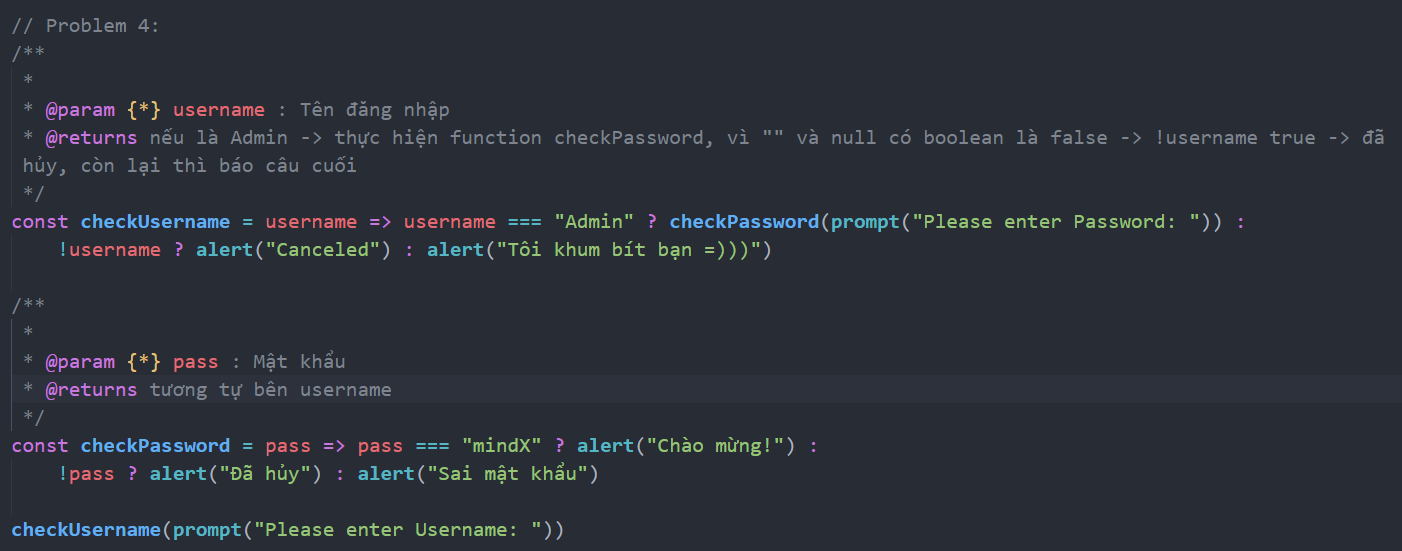 // Problem 4:
/**
 *
 * @param {*} username : Tên đăng nhập
 * @returns nếu là Admin -> thực hiện function checkPassword, vì "" và null có boolean là false -> !username true -> đã
 hủy, còn lại thì báo câu cuối
 */
const checkUsername = username => username === "Admin" ? checkPassword(prompt("Please enter Password: ")) :
    !username ? alert("Canceled") : alert("Tôi khum bít bạn =)))")
/**
 *
 * @param {*} pass : Mật khẩu
 * @returns tương tự bên username
 */
const checkPassword = pass => pass === "mindX" ? alert("Chào mừng!") :
    !pass ? alert("Đã hủy") : alert("Sai mật khẩu")
checkUsername(prompt("Please enter Username: "))